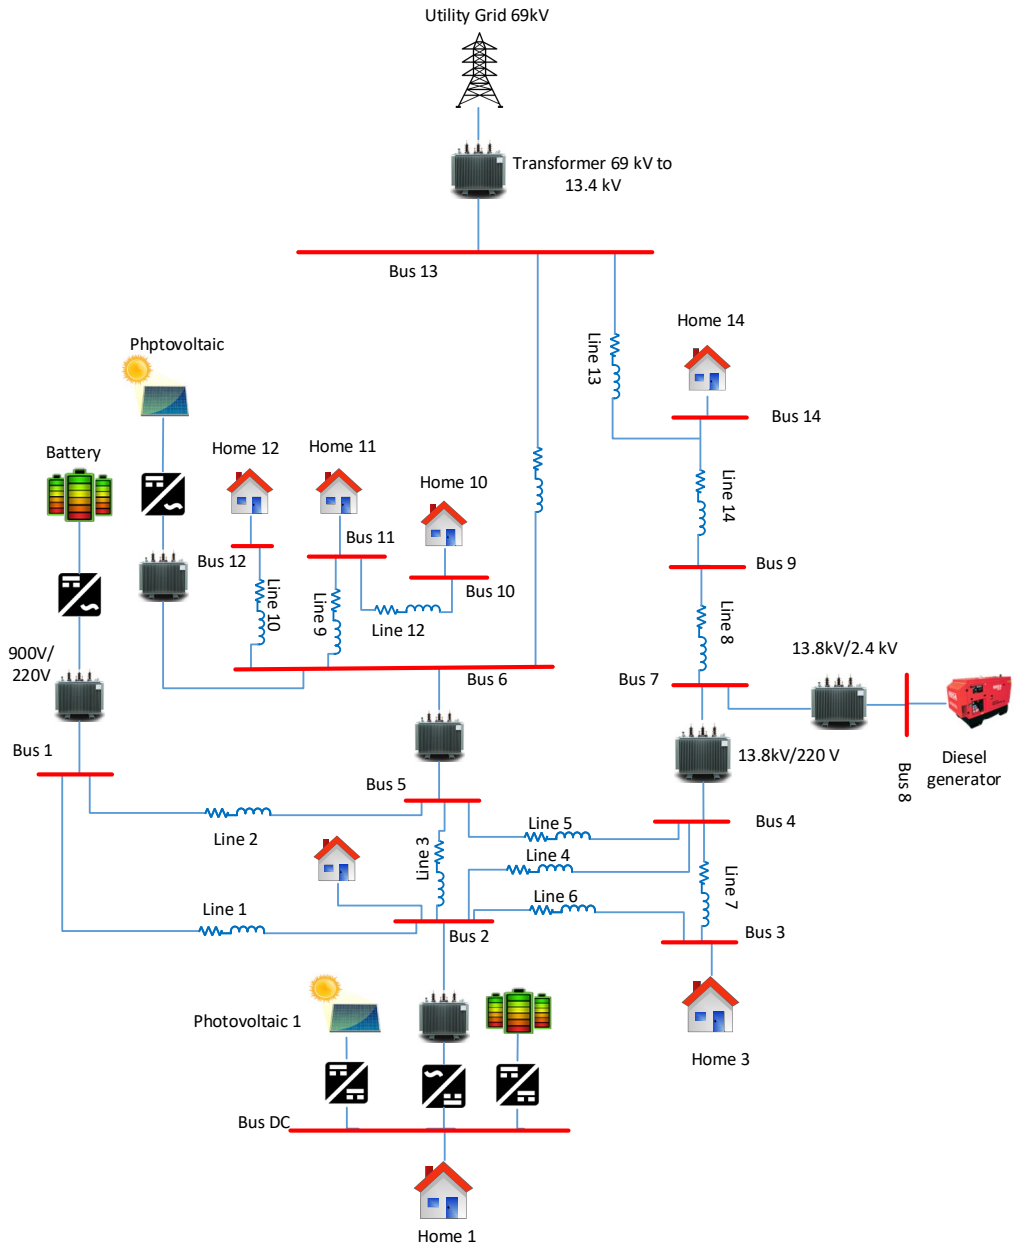 Utility Grid 69kV
Transformer 69 kV to
13.4 kV
Bus 13
Home 14
Line 13
Phptovoltaic
Bus 14
Battery
Home 12
Home 11
Home 10
Line 14
Bus 11
Bus 12
Bus 9
Bus 10
Line 10
Line 9
Line 12
Line 8
900V/
220V
13.8kV/2.4 kV
Bus 6
Bus 7
Bus 1
13.8kV/220 V
Diesel
generator
Bus 8
Bus 5
Bus 4
Line 2
Line 3
Line 5
Line 4
Line 7
Line 6
Line 1
Bus 2
Bus 3
Photovoltaic 1
Home 3
Bus DC
Home 1